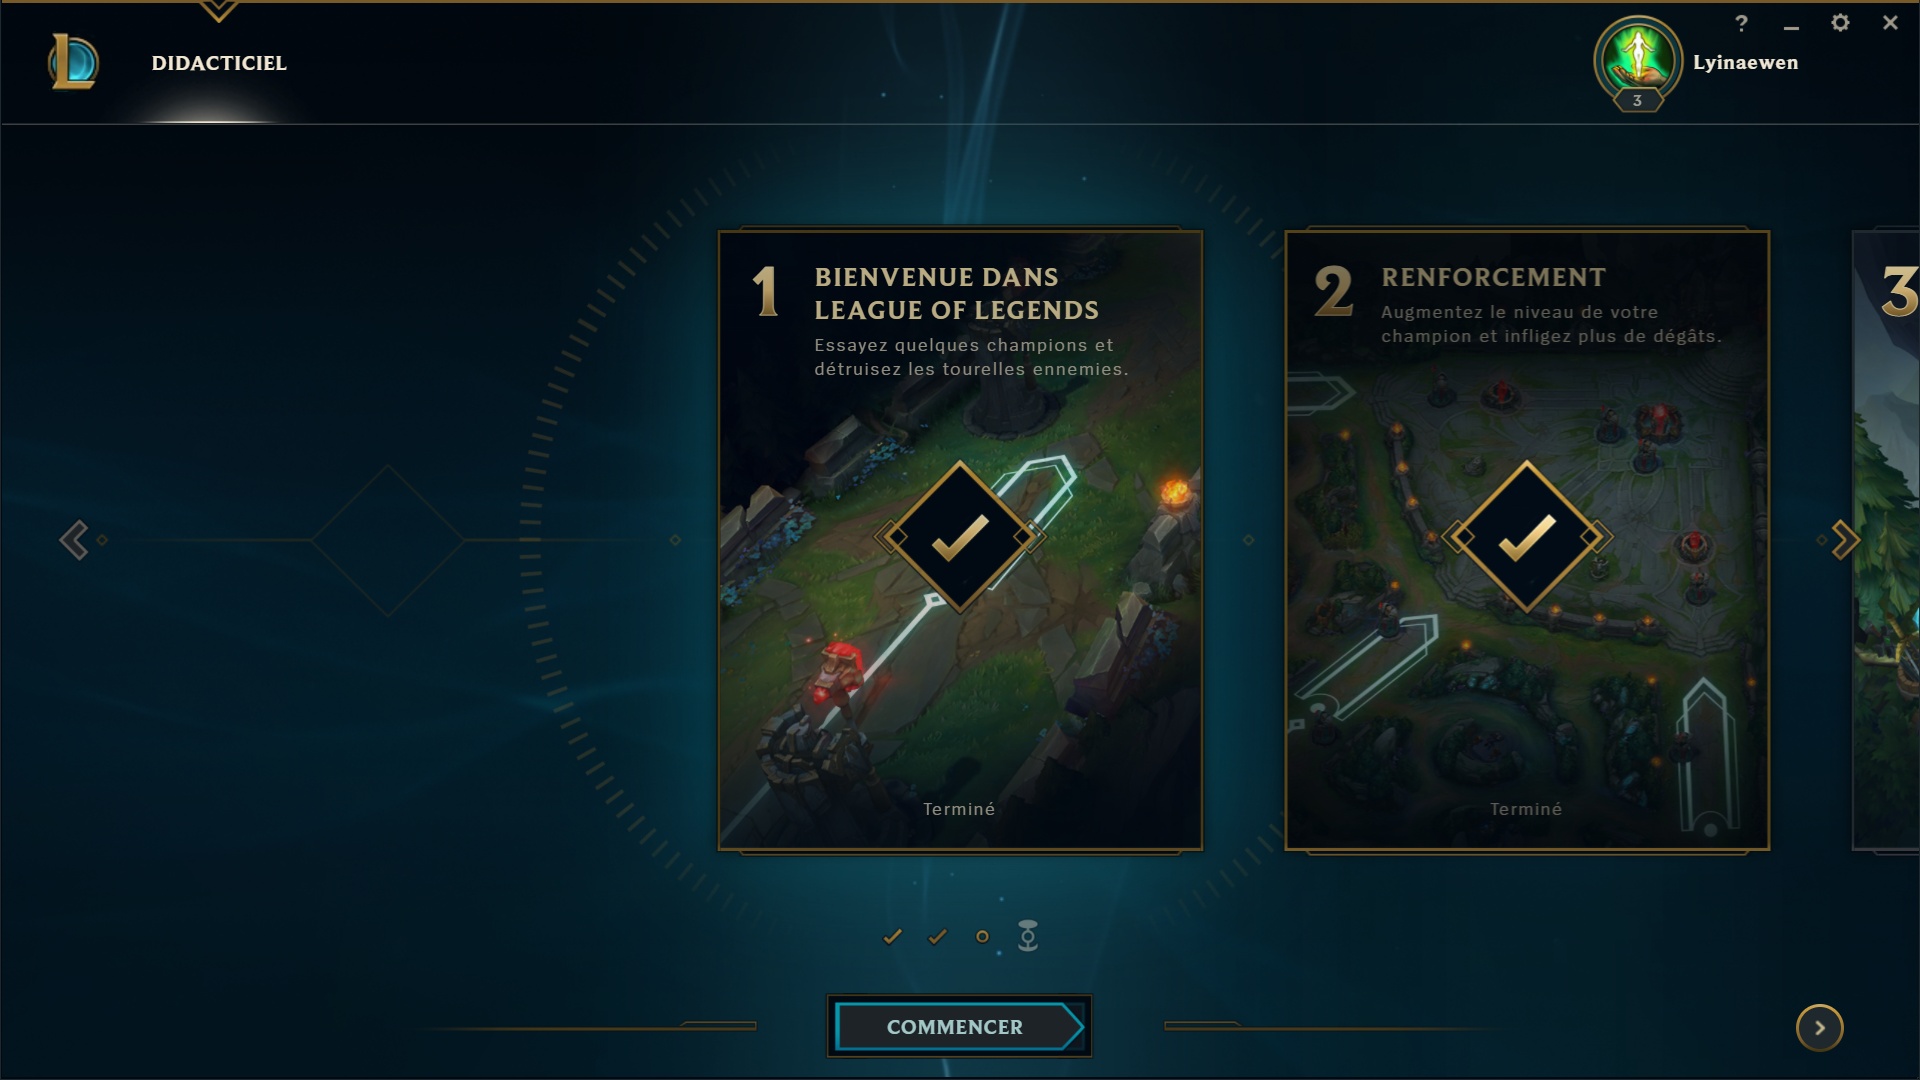 ?
DIDACTICIEL
Lyinaewen
3
1
BIENVENUE DANS
LEAGUE OF LEGENDS
Essayez quelques champions et
détruisez les tourelles ennemies.
Terminé
2
RENFORCEMENT
Augmentez le niveau de votre
champion et infligez plus de dégâts.
Terminé
3
COMMENCER